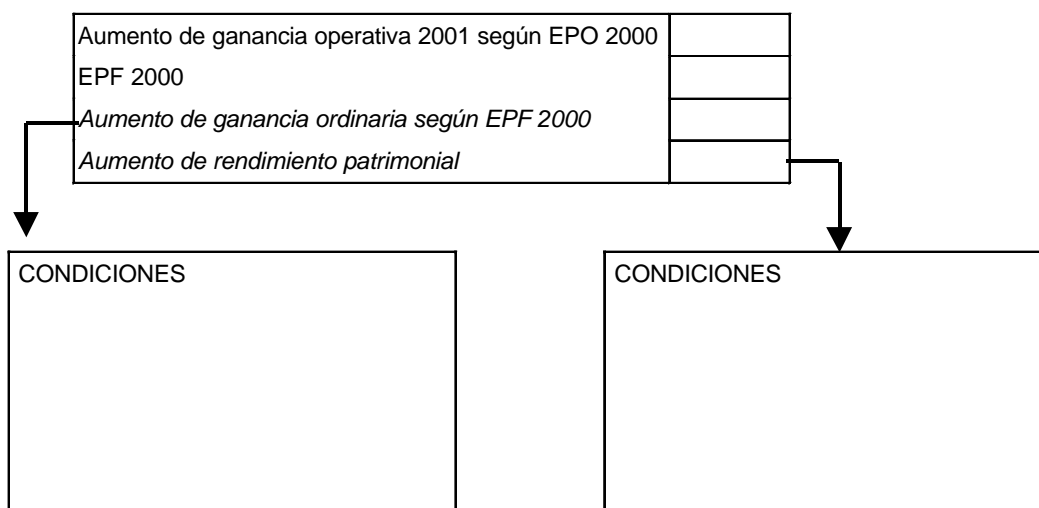 Aumento de ganancia operativa 2001 según EPO 2000
EPF 2000
Aumento de ganancia ordinaria según EPF 2000
Aumento de rendimiento patrimonial
CONDICIONES
CONDICIONES